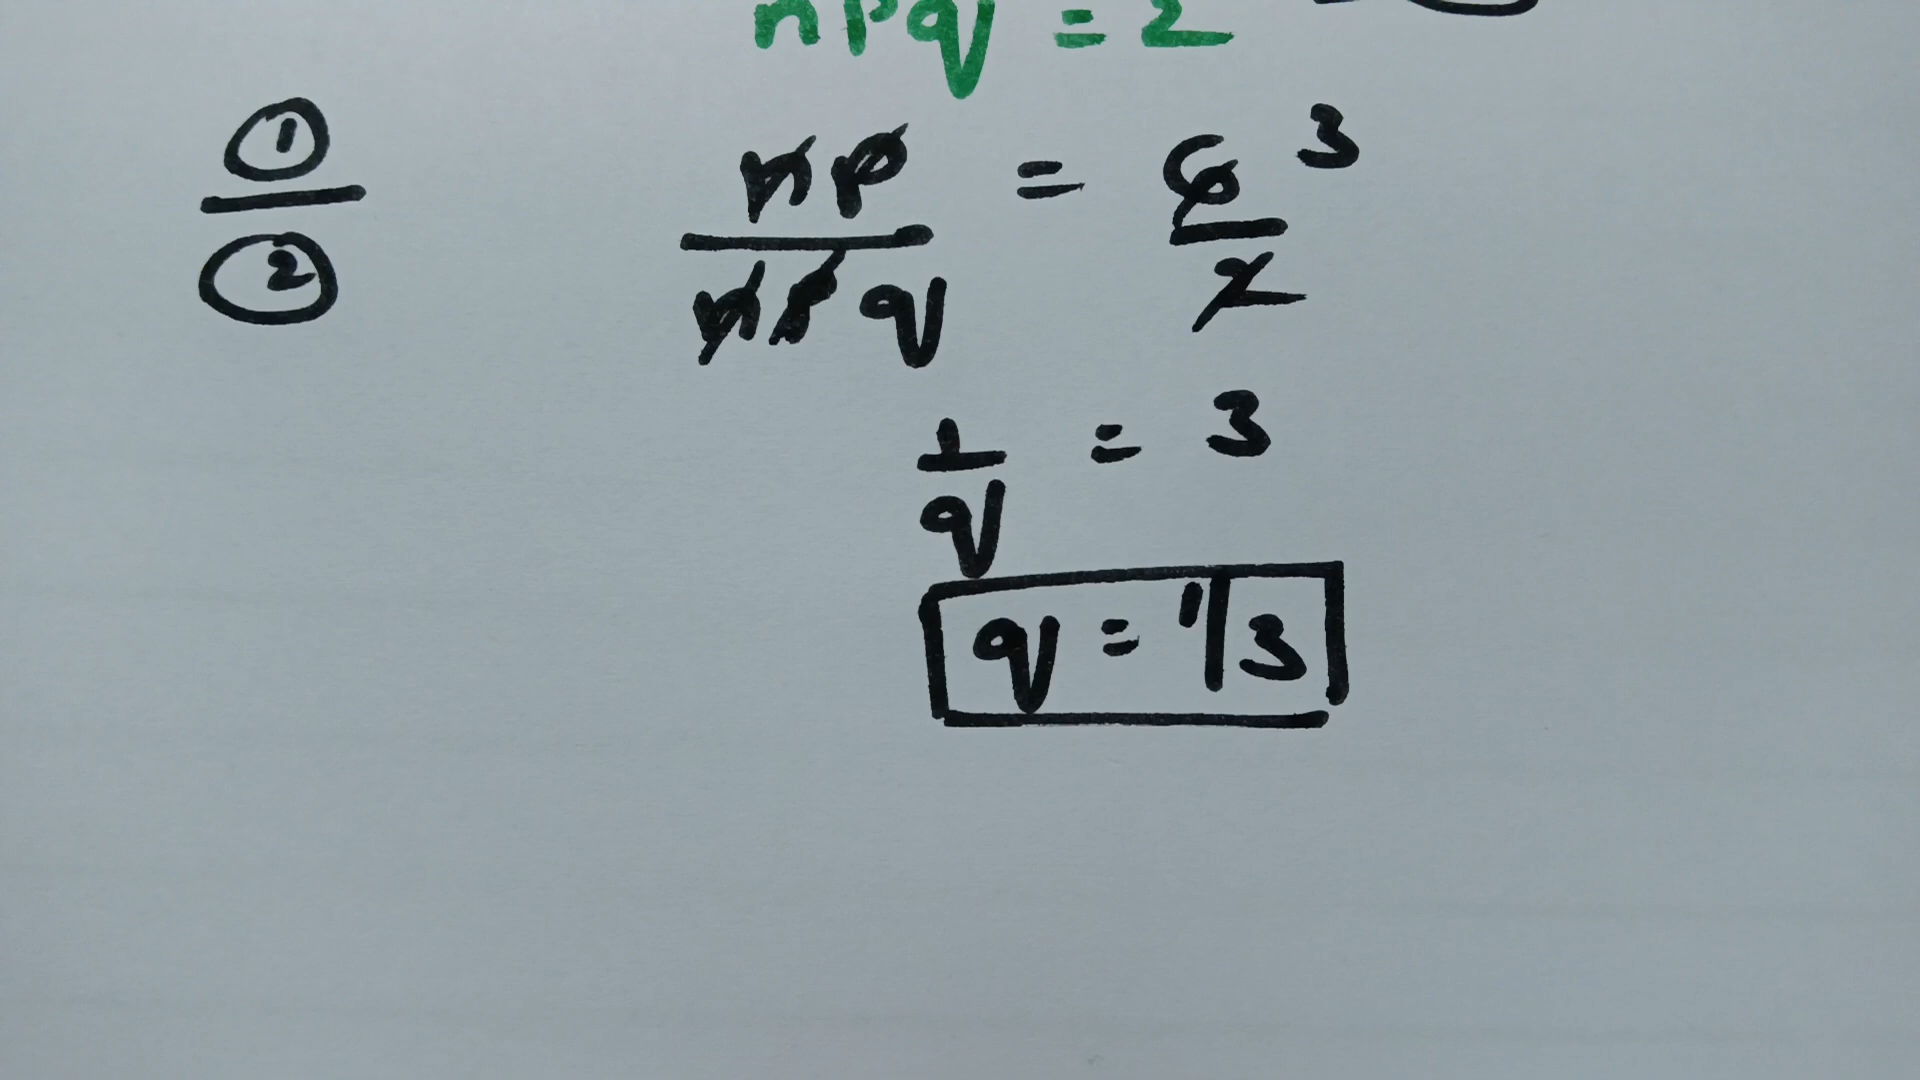 npq = 2
①/② np/npq = 6/2 3
1/q = 3
q = 1/3